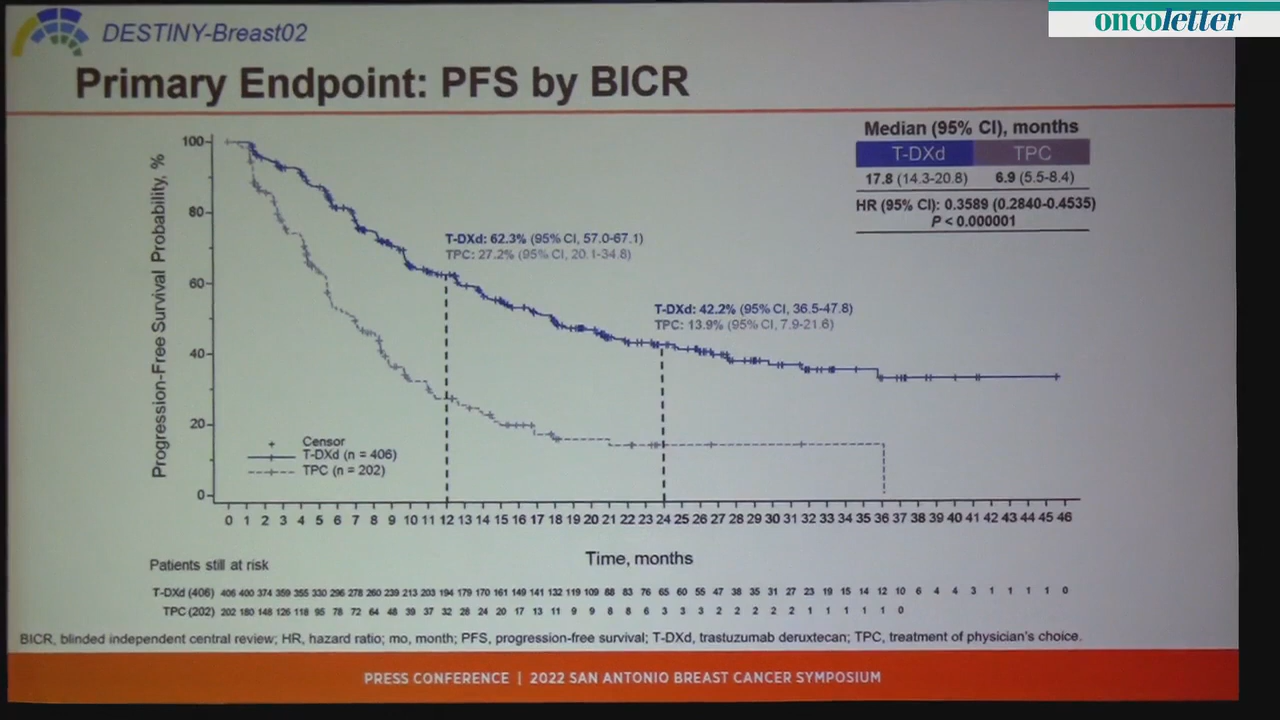 oncoletter
DESTINY-Breast02
Primary Endpoint: PFS by BICR
Median (95% CI), months
T-DXd TPC
17.8 (14.3-20.8) 6.9 (5.5-8.4)
HR (95% CI): 0.3589 (0.2840-0.4535)
P < 0.000001
Progression-Free Survival Probability, %
100
80
60
40
20
0
T-DXd: 62.3% (95% CI, 57.0-67.1)
TPC: 27.2% (95% CI, 20.1-34.8)
T-DXd: 42.2% (95% CI, 36.5-47.8)
TPC: 13.9% (95% CI, 7.9-21.6)
Censor
T-DXd (n = 406)
TPC (n = 202)
0 1 2 3 4 5 6 7 8 9 10 11 12 13 14 15 16 17 18 19 20 21 22 23 24 25 26 27 28 29 30 31 32 33 34 35 36 37 38 39 40 41 42 43 44 45 46
Time, months
Patients still at risk
T-DXd (406) 406 400 374 359 355 330 296 278 260 239 213 203 194 179 170 161 149 141 132 119 109 88 83 76 65 60 55 47 38 35 31 27 23 19 15 14 12 10 6 4 4 3 1 1 1 1 0
TPC (202) 202 180 148 126 118 95 78 72 64 48 39 37 32 28 24 20 17 13 11 9 9 8 8 6 3 3 3 2 2 2 2 2 1 1 1 1 1 0
BICR, blinded independent central review; HR, hazard ratio; mo, month; PFS, progression-free survival; T-DXd, trastuzumab deruxtecan; TPC, treatment of physician's choice.
PRESS CONFERENCE | 2022 SAN ANTONIO BREAST CANCER SYMPOSIUM